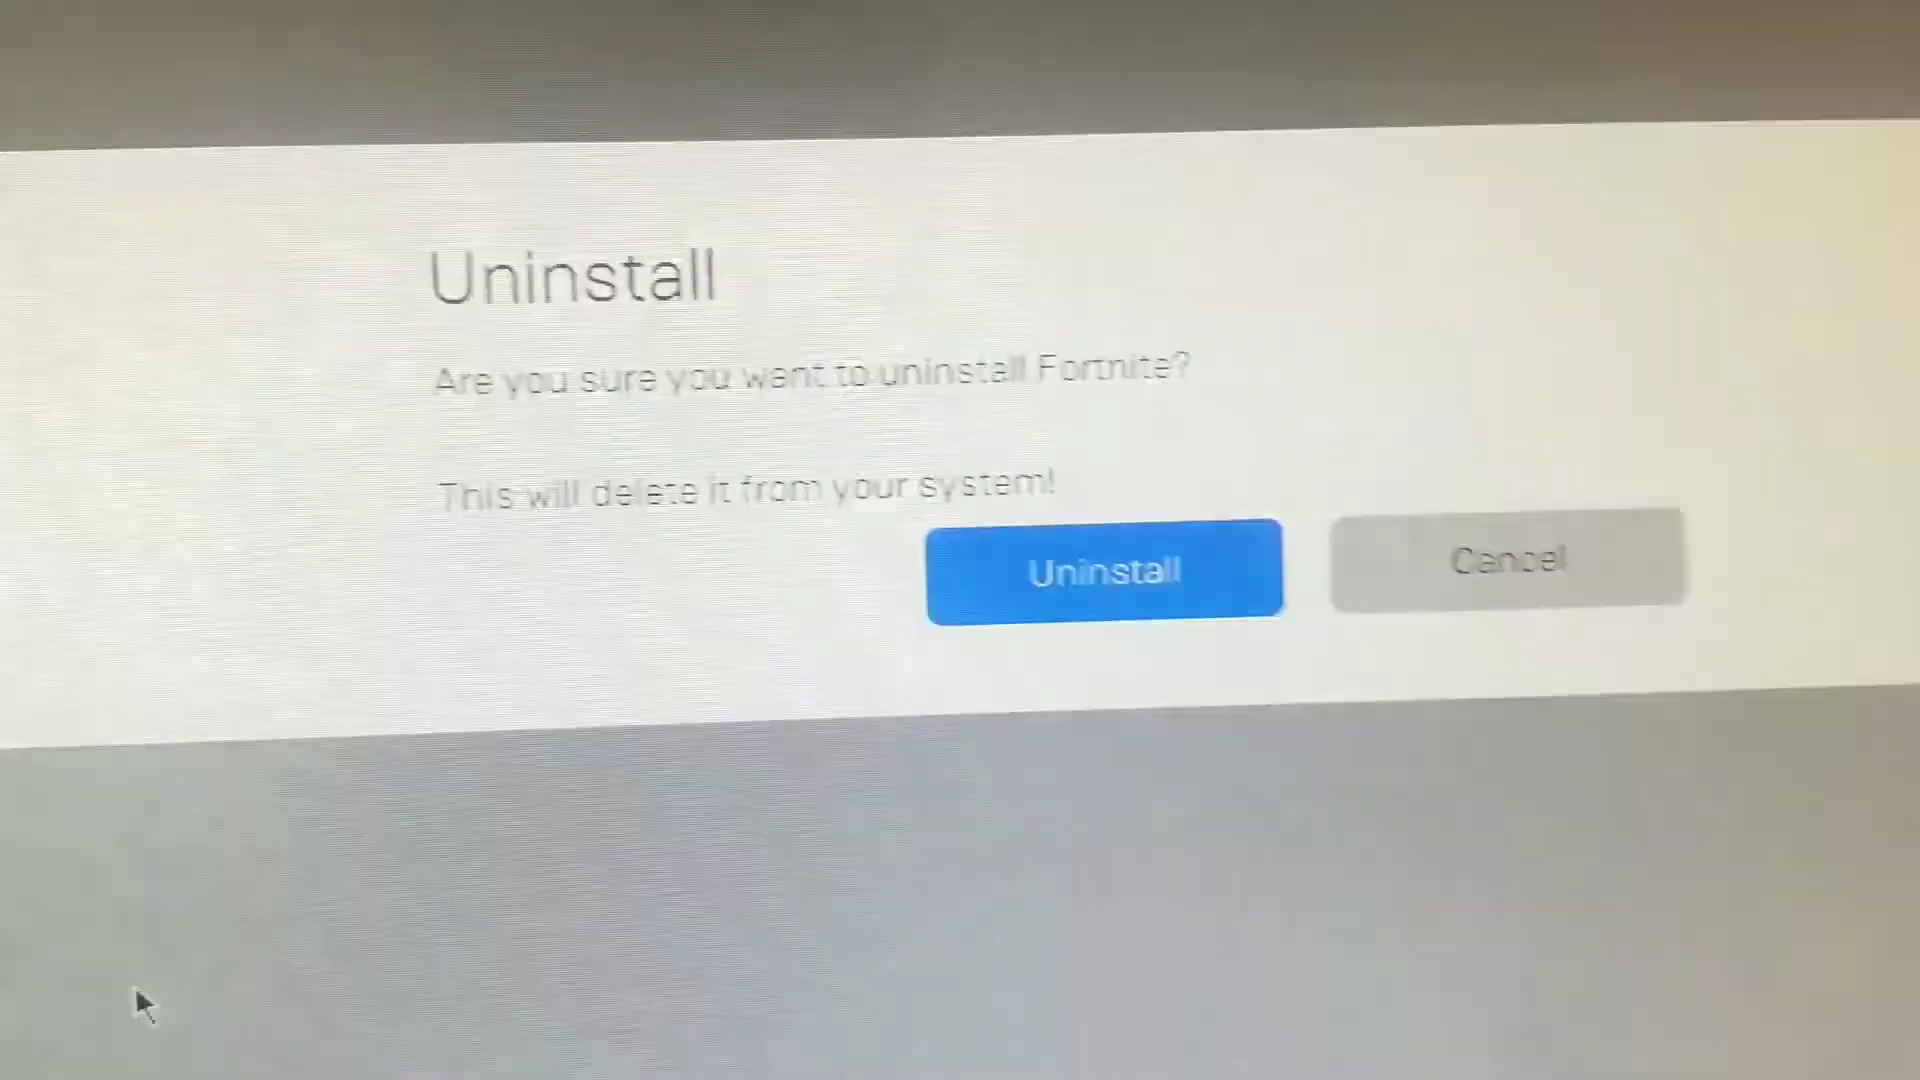 Uninstall
Are you sure you want to uninstall Fortnite?
This will delete it from your system!
Uninstall
Cancel